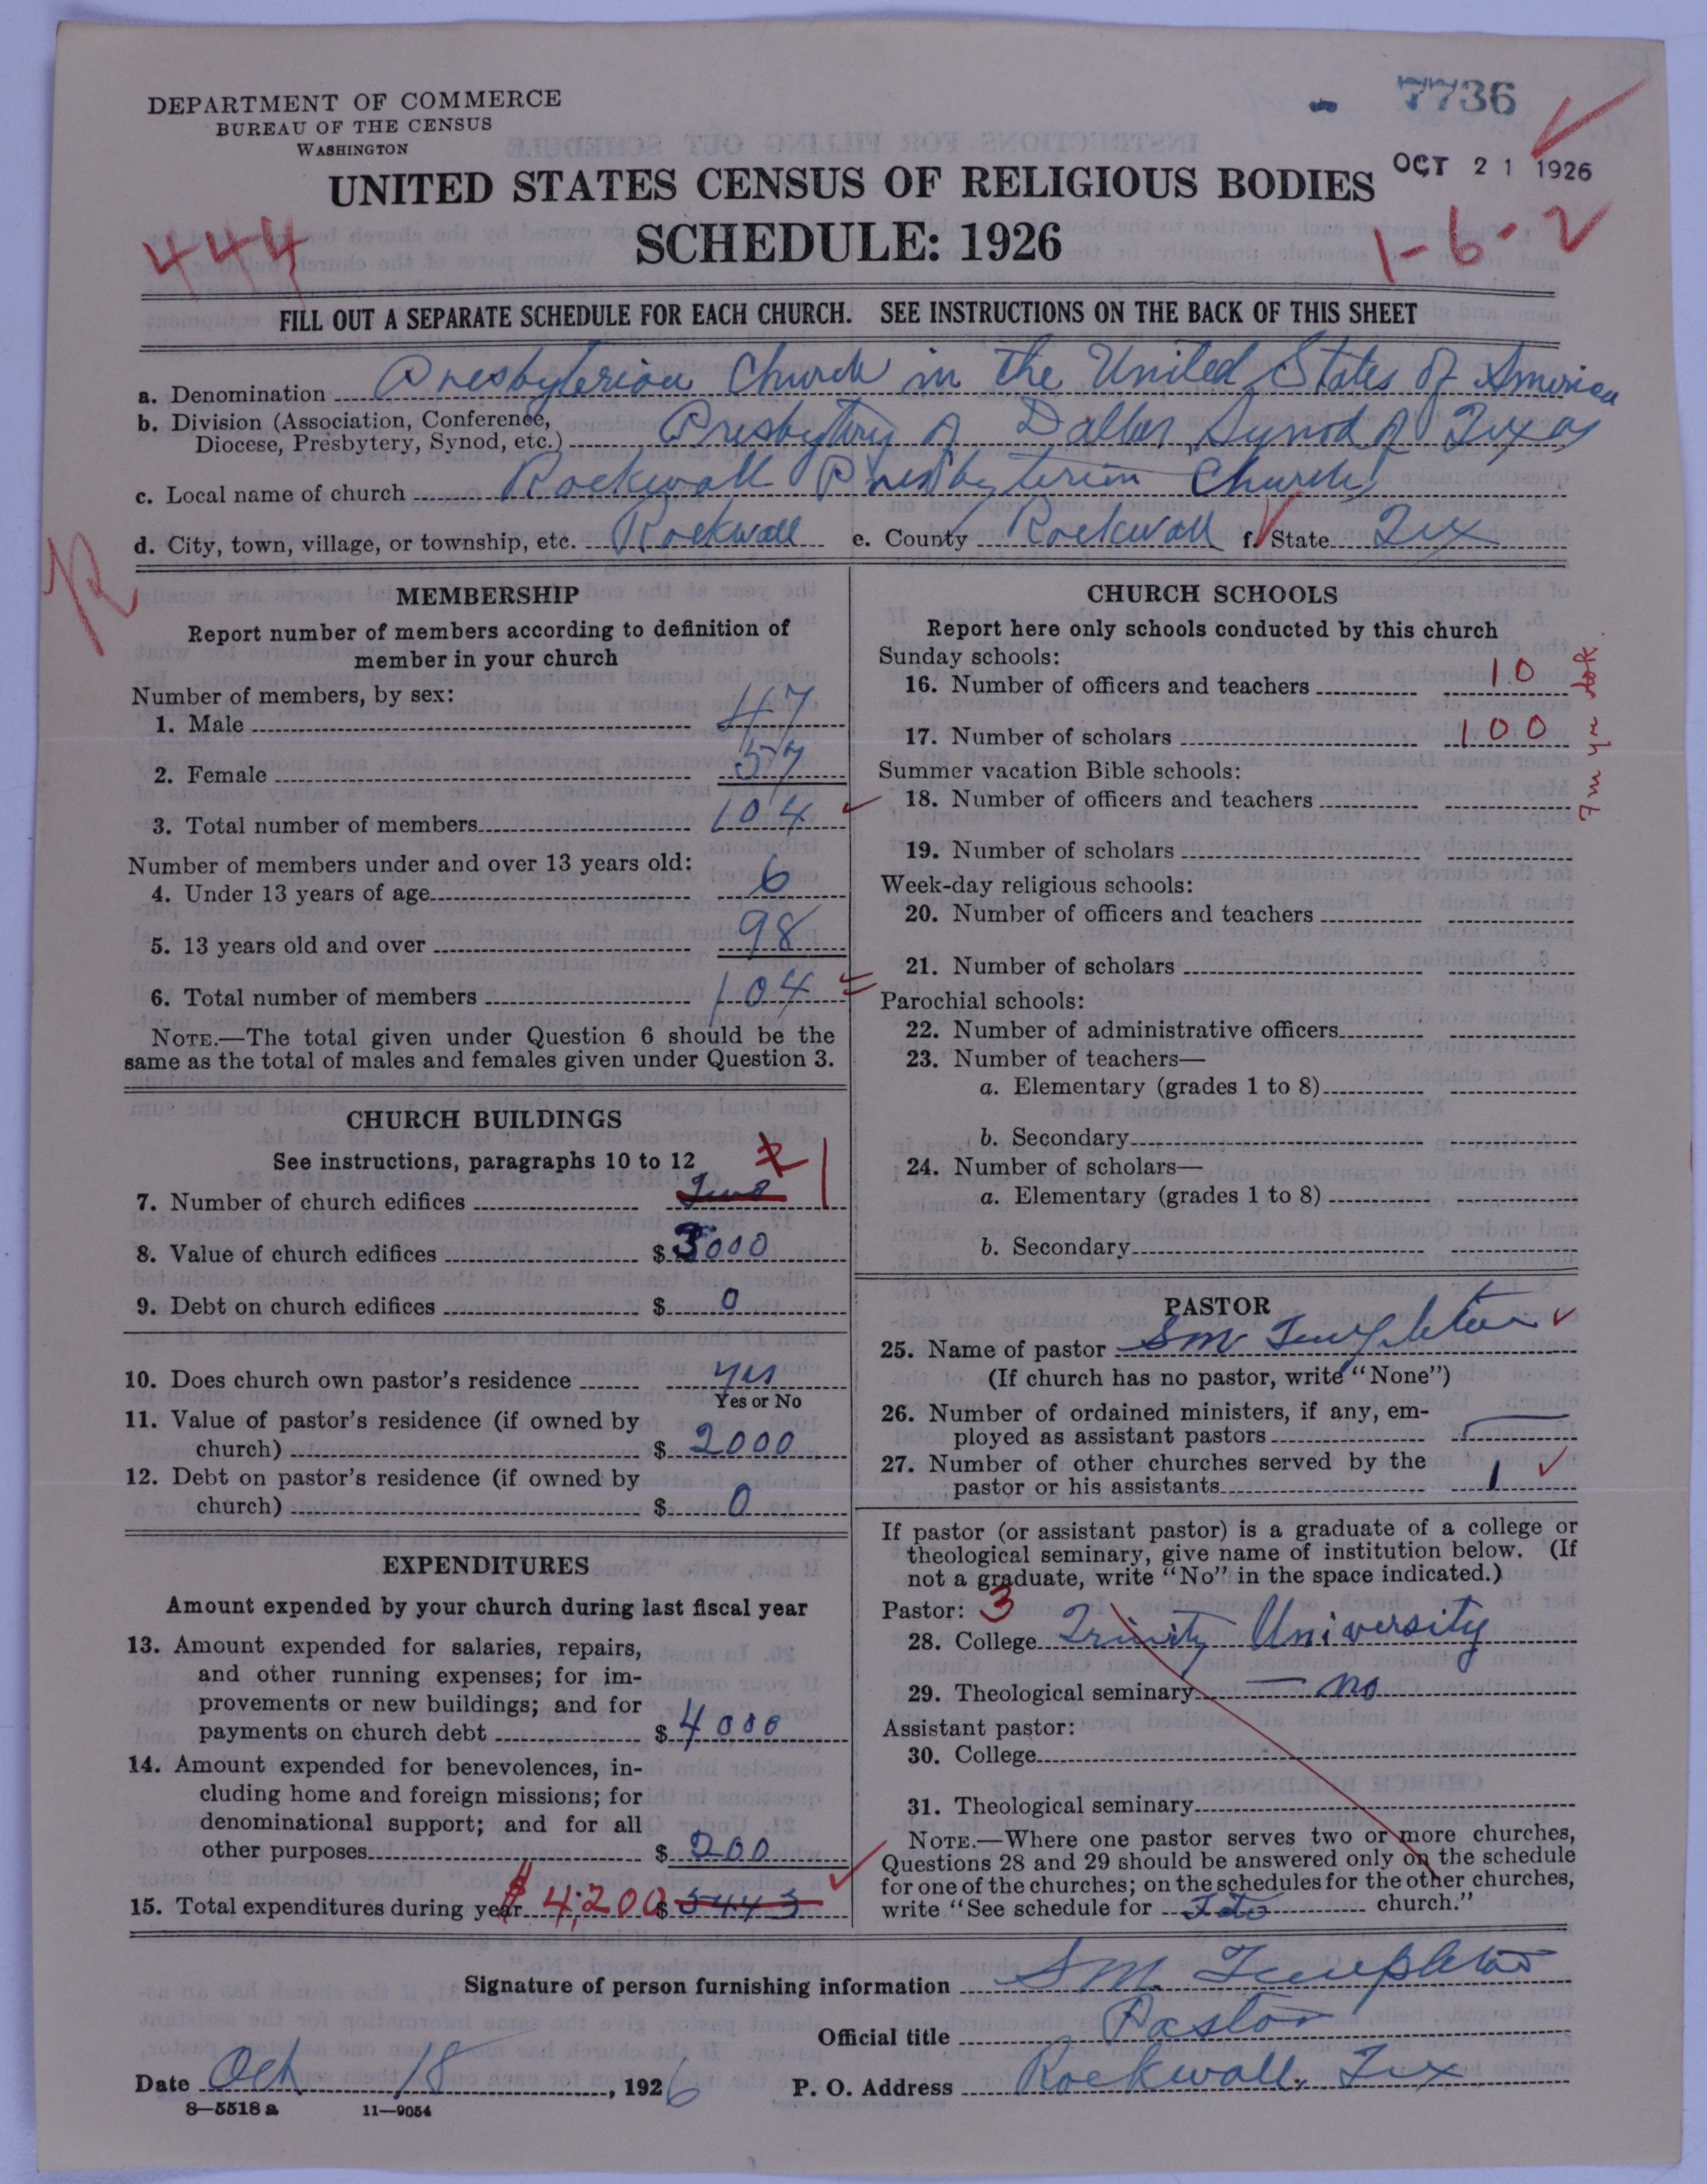 DEPARTMENT OF COMMERCE
BUREAU OF THE CENSUS
WASHINGTON
7736
OCT 21 1926
UNITED STATES CENSUS OF RELIGIOUS BODIES
SCHEDULE: 1926
444
1-6-2
FILL OUT A SEPARATE SCHEDULE FOR EACH CHURCH. SEE INSTRUCTIONS ON THE BACK OF THIS SHEET
a. Denomination Presbyterian Church in the United States of America
b. Division (Association, Conference,
Diocese, Presbytery, Synod, etc.) Presbytery of Dallas, Synod of Texas
c. Local name of church Rockwall Presbyterian Church
d. City, town, village, or township, etc. Rockwall e. County Rockwall f. State Tex
MEMBERSHIP
Report number of members according to definition of
member in your church
Number of members, by sex:
1. Male 47
2. Female 57
3. Total number of members 104
Number of members under and over 13 years old:
4. Under 13 years of age 6
5. 13 years old and over 98
6. Total number of members 104
NOTE.—The total given under Question 6 should be the
same as the total of males and females given under Question 3.
CHURCH BUILDINGS
See instructions, paragraphs 10 to 12
7. Number of church edifices Two 1
8. Value of church edifices $3000
9. Debt on church edifices $ 0
10. Does church own pastor's residence yes
Yes or No
11. Value of pastor's residence (if owned by
church) $ 2000
12. Debt on pastor's residence (if owned by
church) $ 0
EXPENDITURES
Amount expended by your church during last fiscal year
13. Amount expended for salaries, repairs,
and other running expenses; for im-
provements or new buildings; and for
payments on church debt $ 4000
14. Amount expended for benevolences, in-
cluding home and foreign missions; for
denominational support; and for all
other purposes $ 200
15. Total expenditures during year $ 4,200 $ 5443
CHURCH SCHOOLS
Report here only schools conducted by this church
Sunday schools:
16. Number of officers and teachers 10
17. Number of scholars 100
Summer vacation Bible schools:
18. Number of officers and teachers
19. Number of scholars
Week-day religious schools:
20. Number of officers and teachers
21. Number of scholars
Parochial schools:
22. Number of administrative officers
23. Number of teachers—
a. Elementary (grades 1 to 8)
b. Secondary
24. Number of scholars—
a. Elementary (grades 1 to 8)
b. Secondary
PASTOR
25. Name of pastor S M Templeton
(If church has no pastor, write "None")
26. Number of ordained ministers, if any, em-
ployed as assistant pastors
27. Number of other churches served by the
pastor or his assistants 1
If pastor (or assistant pastor) is a graduate of a college or
theological seminary, give name of institution below. (If
not a graduate, write "No" in the space indicated.)
Pastor: 3
28. College Trinity University
29. Theological seminary — no
Assistant pastor:
30. College
31. Theological seminary
NOTE.—Where one pastor serves two or more churches,
Questions 28 and 29 should be answered only on the schedule
for one of the churches; on the schedules for the other churches,
write "See schedule for church."
Signature of person furnishing information S M. Templeton
Official title Pastor
Date Oct 18, 1926 P. O. Address Rockwall, Tex
8—5518 a 11—9054